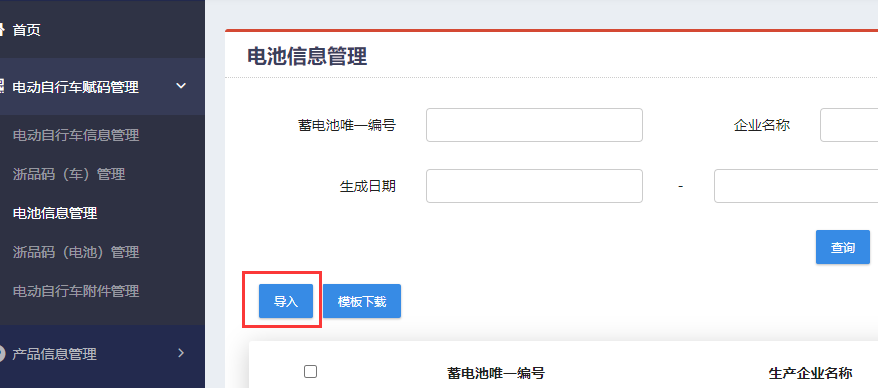 首页
电动自行车赋码管理
电动自行车信息管理
浙品码（车）管理
电池信息管理
浙品码（电池）管理
电动自行车附件管理
产品信息管理
电池信息管理
蓄电池唯一编号
企业名称
生成日期 -
查询
导入 模板下载
蓄电池唯一编号 生产企业名称